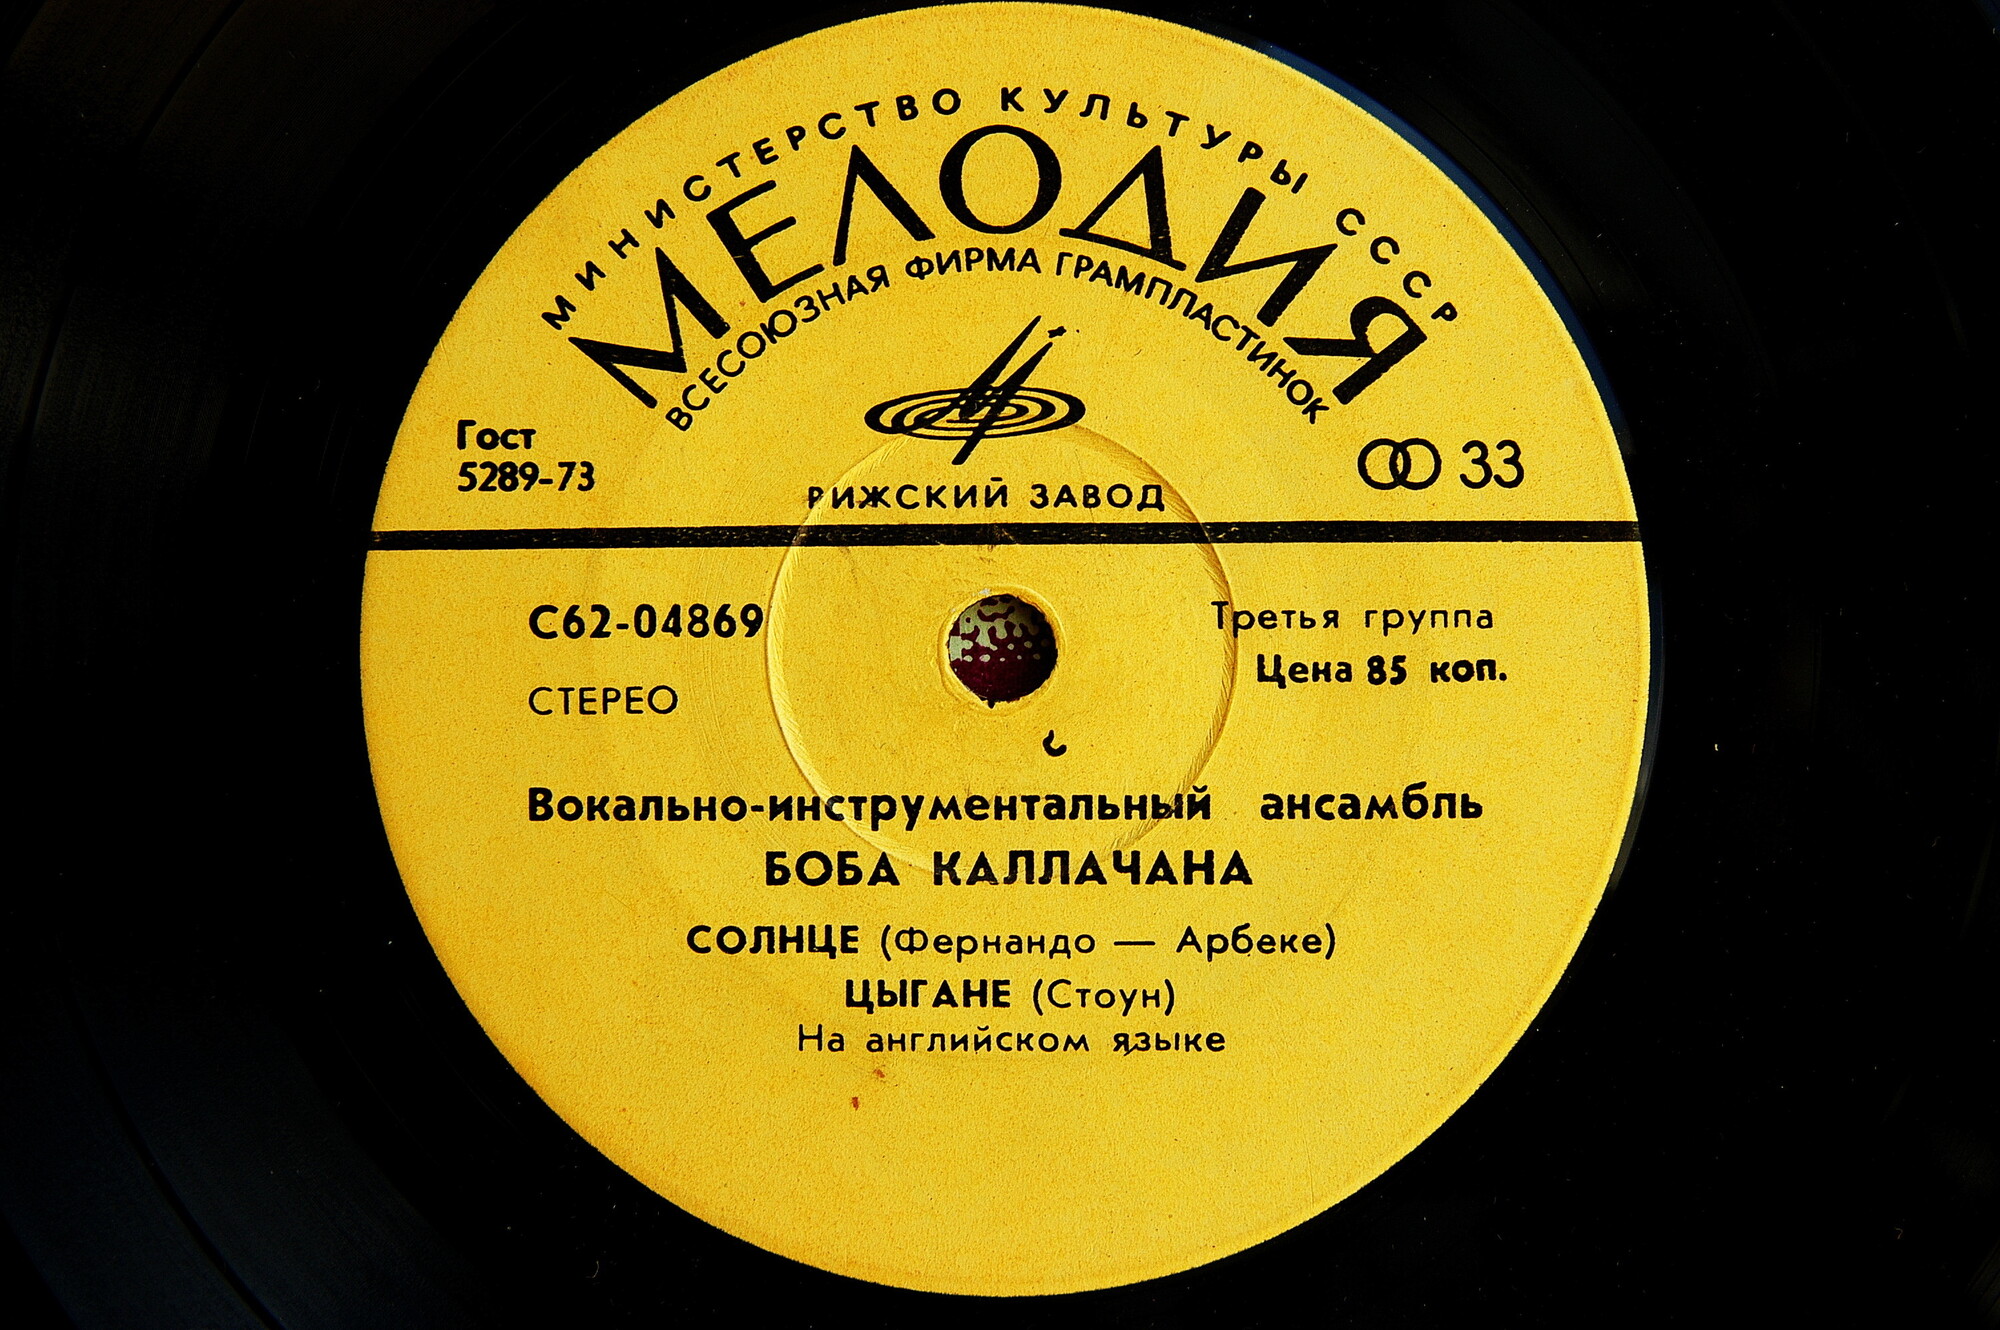 МИНИСТЕРСТВО КУЛЬТУРЫ СССР
МЕЛОДИЯ
ВСЕСОЮЗНАЯ ФИРМА ГРАМПЛАСТИНОК
Гост
5289-73
33
РИЖСКИЙ ЗАВОД
С62-04869
Третья группа
Цена 85 коп.
СТЕРЕО
Вокально-инструментальный ансамбль
БОБА КАЛЛАЧАНА
СОЛНЦЕ (Фернандо — Арбеке)
ЦЫГАНЕ (Стоун)
На английском языке